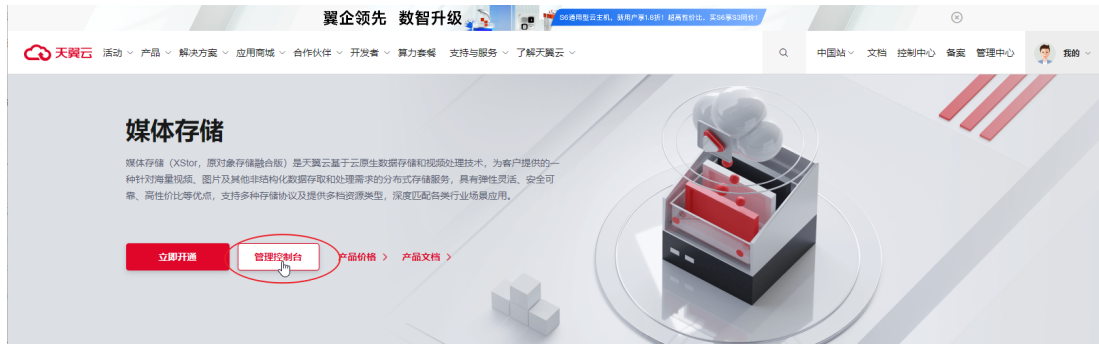 翼企领先 数智升级
S6通用型云主机，新用户享1.8折！超高性价比，买S6享S3同价！
天翼云 活动 产品 解决方案 应用商城 合作伙伴 开发者 算力套餐 支持与服务 了解天翼云 中国站 文档 控制中心 备案 管理中心 我的
媒体存储
媒体存储（XStor，原对象存储融合版）是天翼云基于云原生数据存储和视频处理技术，为客户提供的一
种针对海量视频、图片及其他非结构化数据存取和处理需求的分布式存储服务，具有弹性灵活、安全可
靠、高性价比等优点，支持多种存储协议及提供多档资源类型，深度匹配各类行业场景应用。
立即开通 管理控制台 产品价格 > 产品文档 >